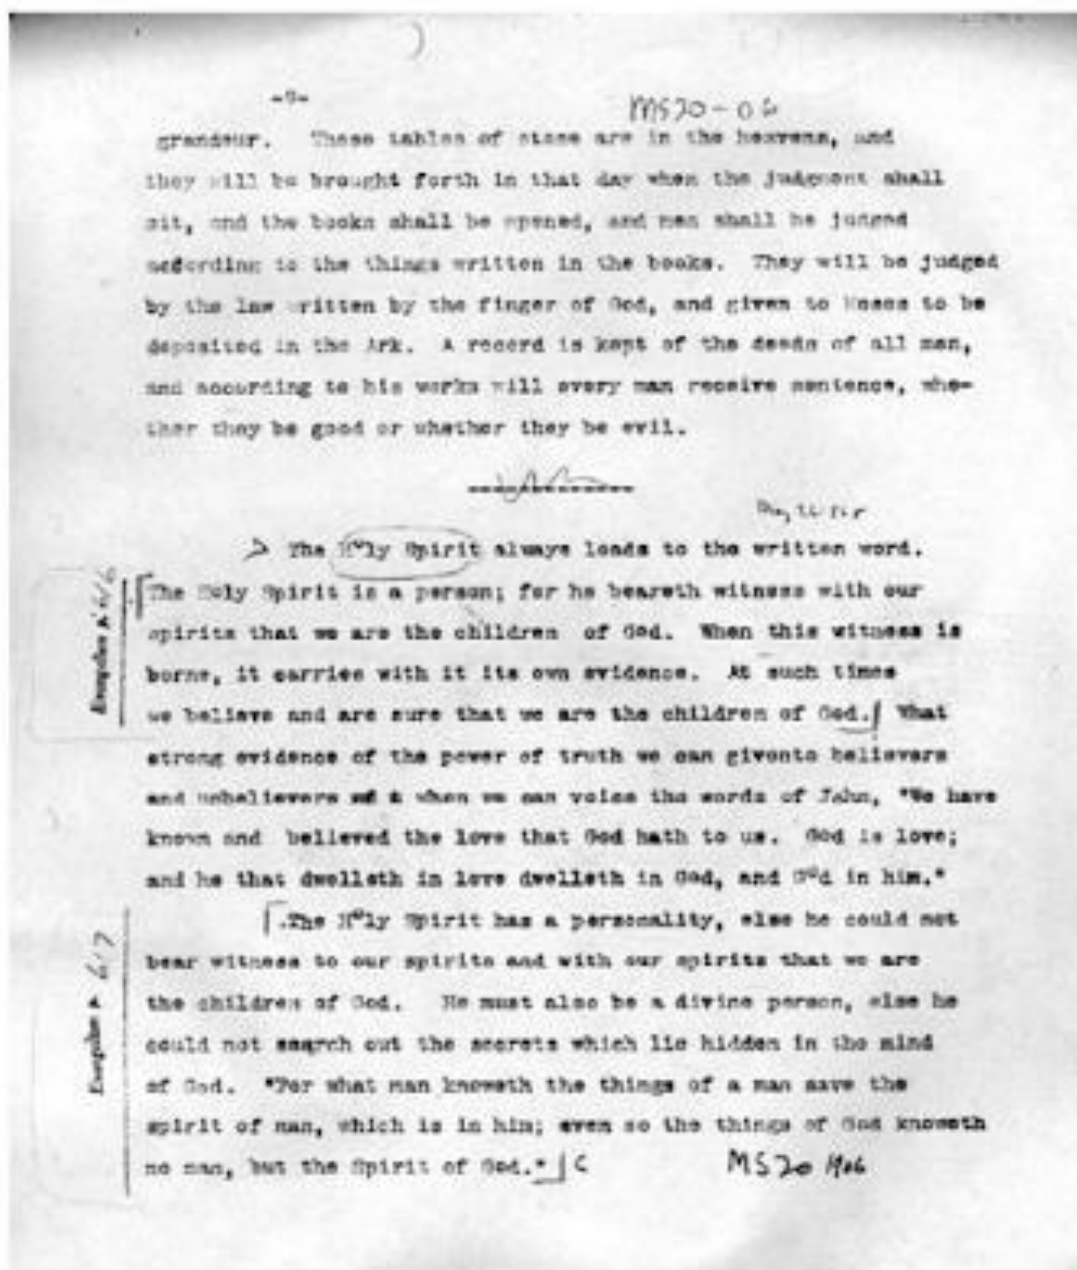 -9-
MS20-06
grandeur. These tables of stone are in the heavens, and
they will be brought forth in that day when the judgment shall
sit, and the books shall be opened, and men shall be judged
according to the things written in the books. They will be judged
by the law written by the finger of God, and given to Moses to be
deposited in the Ark. A record is kept of the deeds of all men,
and according to his works will every man receive sentence, whe-
ther they be good or whether they be evil.
The Holy Spirit always leads to the written word.
The Holy Spirit is a person; for he beareth witness with our
spirits that we are the children of God. When this witness is
borne, it carries with it its own evidence. At such times
we believe and are sure that we are the children of God. What
strong evidence of the power of truth we can givento believers
and unbelievers when we can voice the words of John, "We have
known and believed the love that God hath to us. God is love;
and he that dwelleth in love dwelleth in God, and God in him."
.The Holy Spirit has a personality, else he could not
bear witness to our spirits and with our spirits that we are
the children of God. He must also be a divine person, else he
could not search out the secrets which lie hidden in the mind
of God. "For what man knoweth the things of a man save the
spirit of man, which is in him; even so the things of God knoweth
no man, but the Spirit of God." C
MS20 1906
Evangelism p. 616
Evangelism p. 617